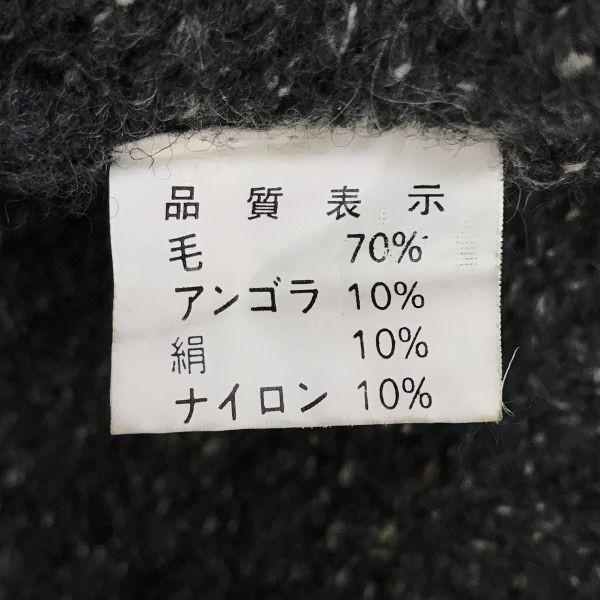 品質表示
毛 70%
アンゴラ 10%
絹 10%
ナイロン 10%